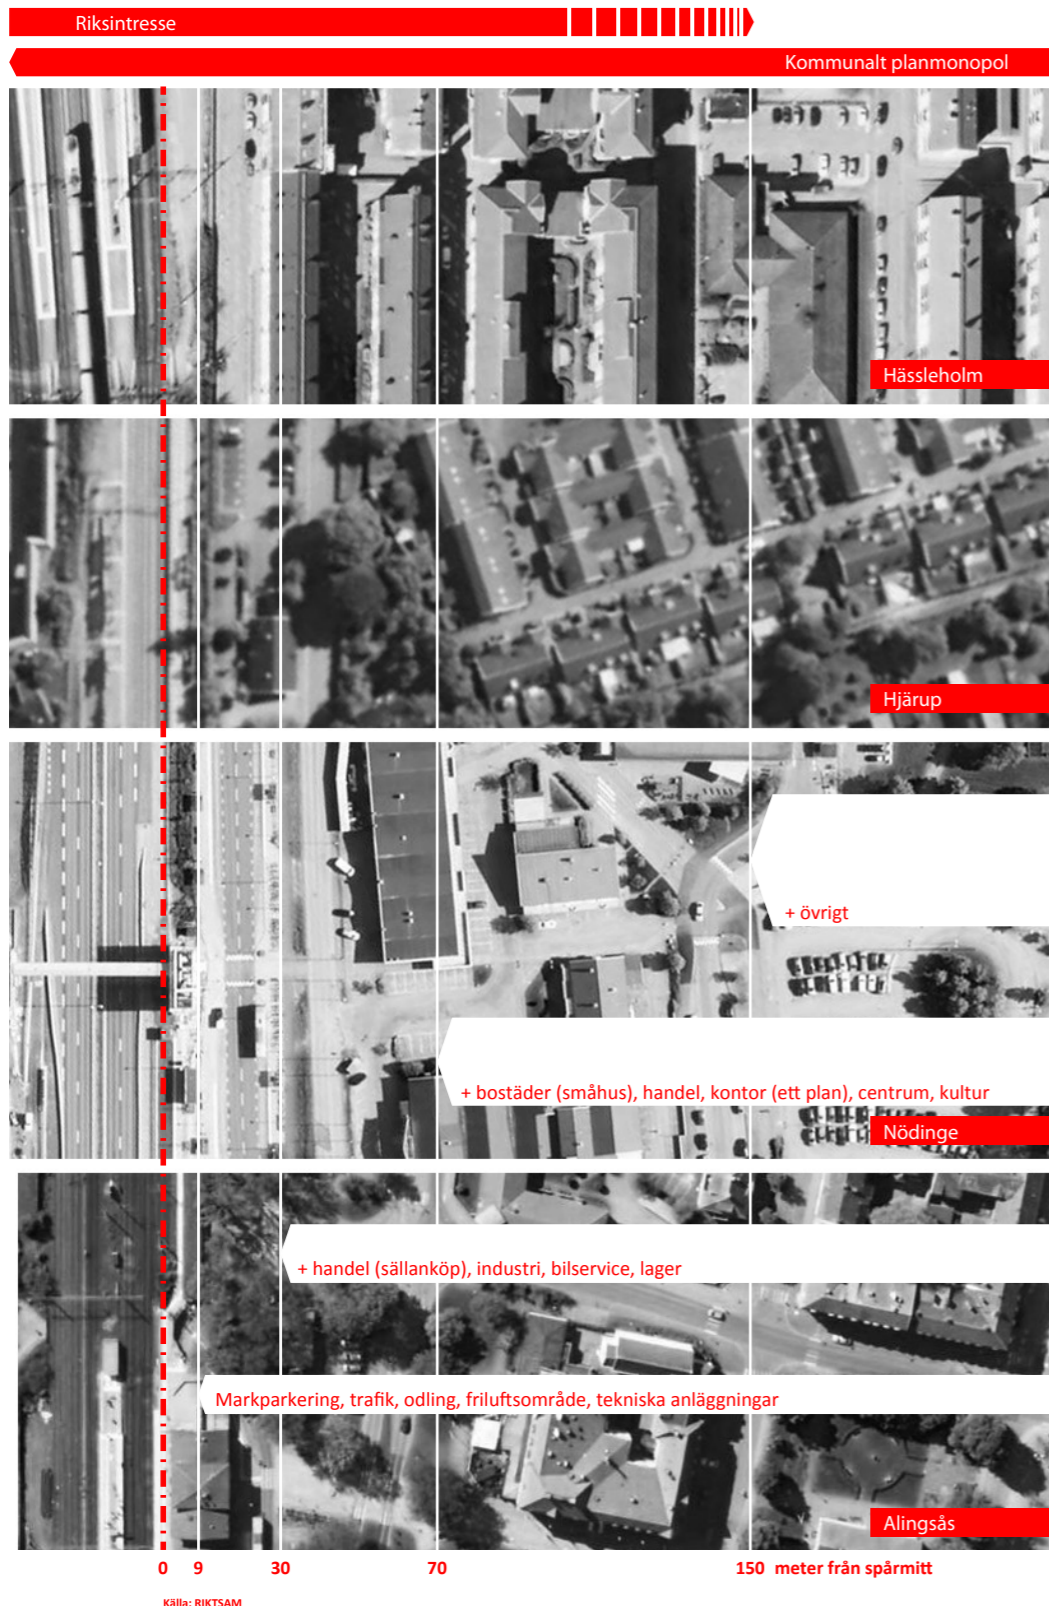 Riksintresse
Kommunalt planmonopol
Hässleholm
Hjärup
+ övrigt
+ bostäder (småhus), handel, kontor (ett plan), centrum, kultur
Nödinge
+ handel (sällanköp), industri, bilservice, lager
Markparkering, trafik, odling, friluftsområde, tekniska anläggningar
Alingsås
0 9 30 70 150 meter från spårmitt
Källa: RIKTSAM